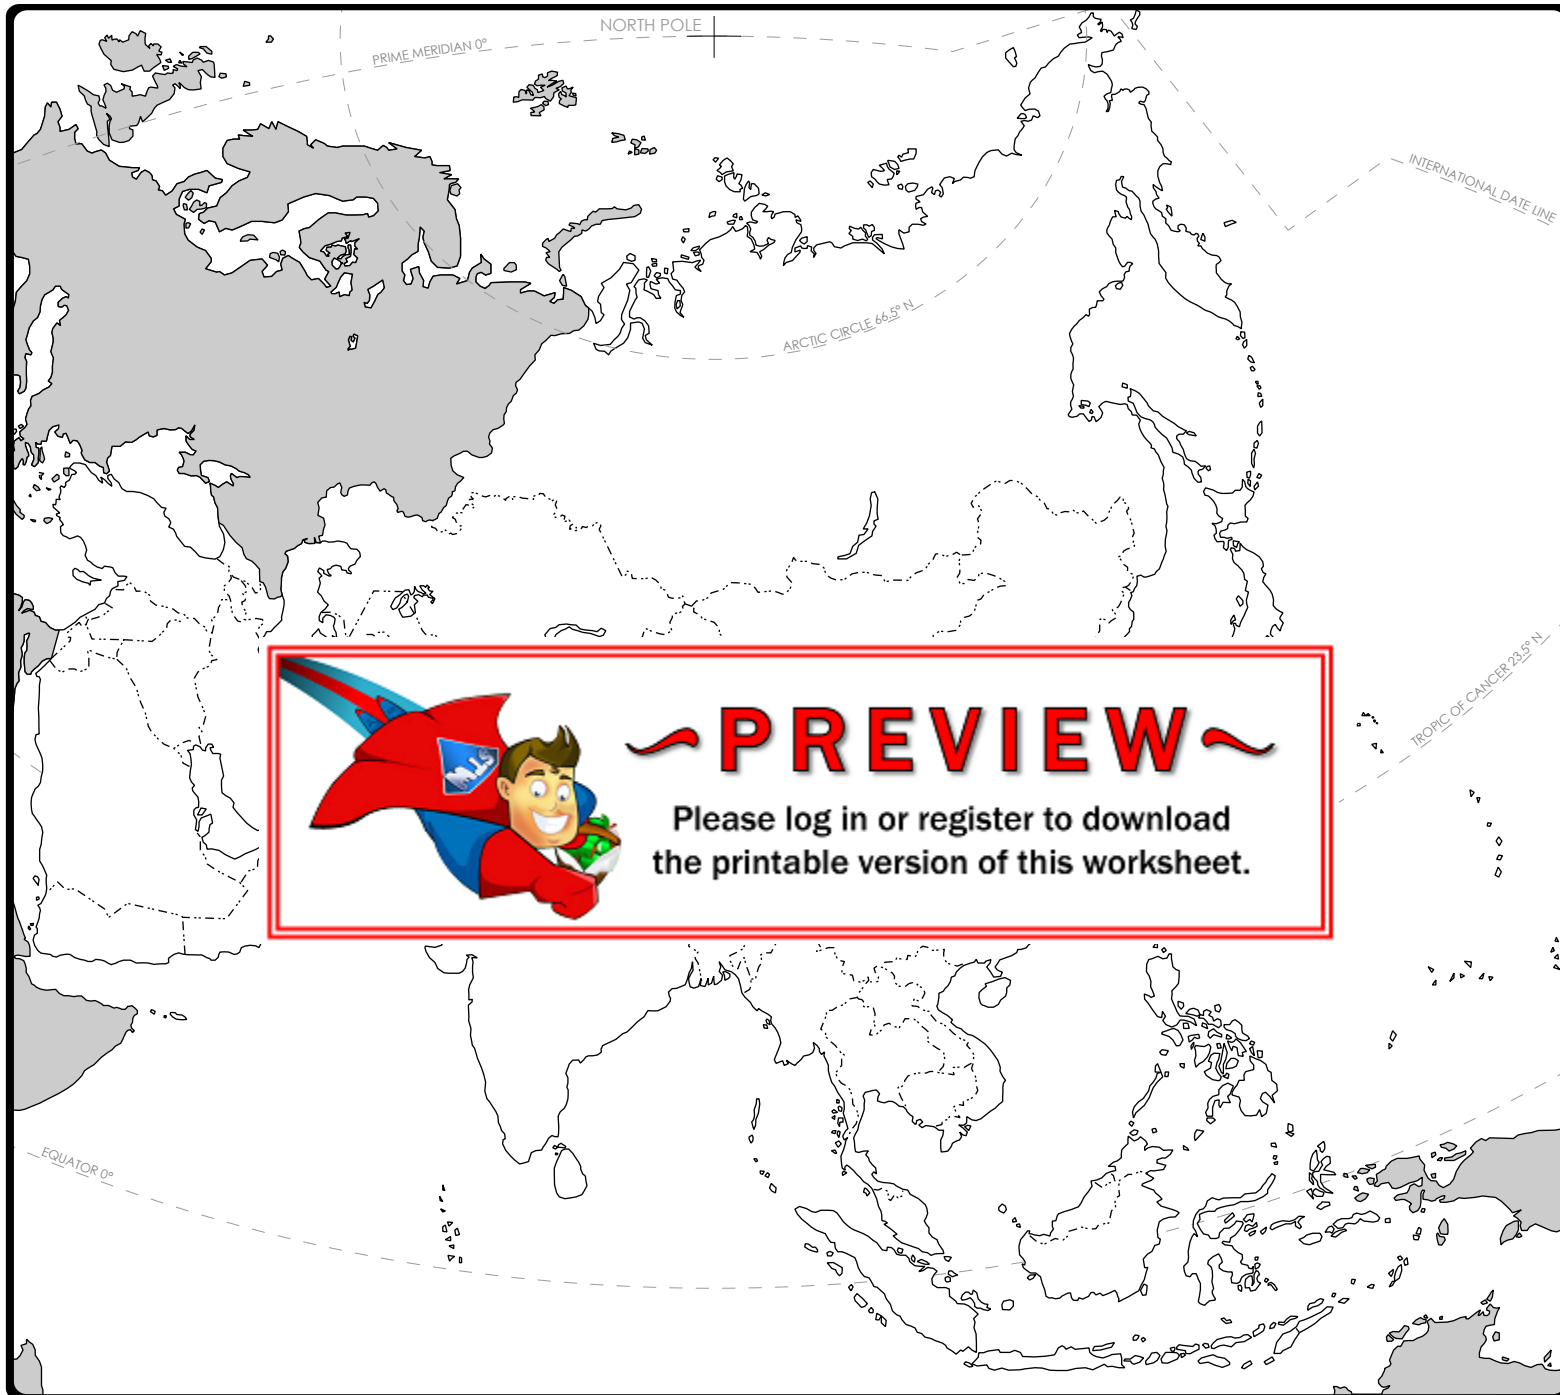 NORTH POLE
PRIME MERIDIAN 0°
INTERNATIONAL DATE LINE
ARCTIC CIRCLE 66.5° N
TROPIC OF CANCER 23.5° N
~PREVIEW~
Please log in or register to download
the printable version of this worksheet.
EQUATOR 0°